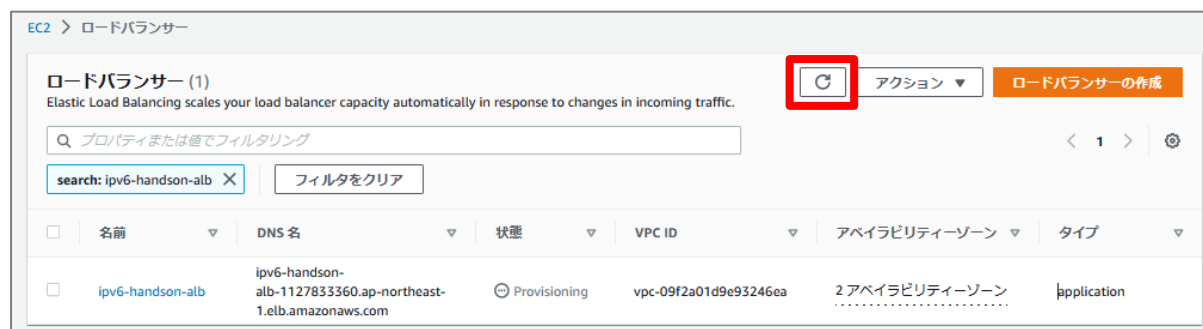 EC2 > ロードバランサー
ロードバランサー (1)
アクション ▼
ロードバランサーの作成
Elastic Load Balancing scales your load balancer capacity automatically in response to changes in incoming traffic.
プロパティまたは値でフィルタリング
< 1 >
search: ipv6-handson-alb ×
フィルタをクリア
名前 DNS 名 状態 VPC ID アベイラビリティーゾーン タイプ
ipv6-handson-alb
ipv6-handson-
alb-1127833360.ap-northeast-
1.elb.amazonaws.com
Provisioning
vpc-09f2a01d9e93246ea
2 アベイラビリティーゾーン
application